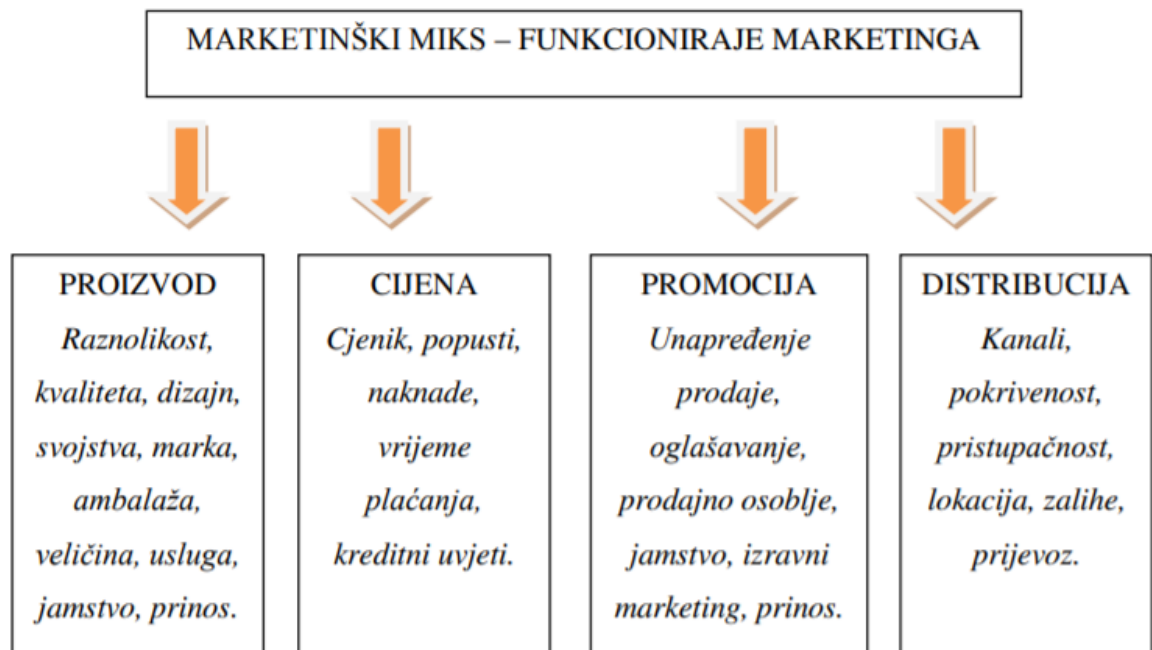 MARKETINŠKI MIKS – FUNKCIONIRAJE MARKETINGA
PROIZVOD
Raznolikost,
kvaliteta, dizajn,
svojstva, marka,
ambalaža,
veličina, usluga,
jamstvo, prinos.
CIJENA
Cjenik, popusti,
naknade,
vrijeme
plaćanja,
kreditni uvjeti.
PROMOCIJA
Unapređenje
prodaje,
oglašavanje,
prodajno osoblje,
jamstvo, izravni
marketing, prinos.
DISTRIBUCIJA
Kanali,
pokrivenost,
pristupačnost,
lokacija, zalihe,
prijevoz.